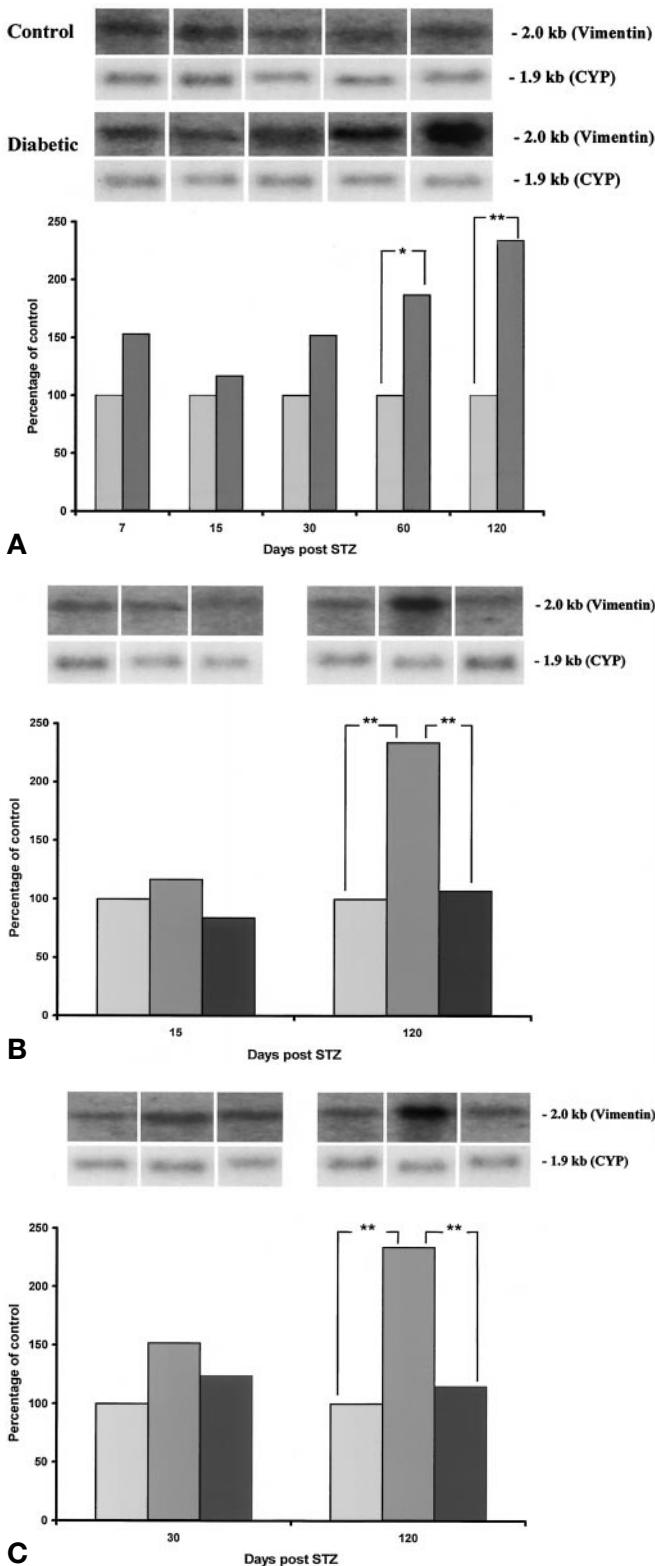 Control
- 2.0 kb (Vimentin)
- 1.9 kb (CYP)
Diabetic
- 2.0 kb (Vimentin)
- 1.9 kb (CYP)
Percentage of control
250
200
150
100
50
0
*
**
7 15 30 60 120
Days post STZ
A
- 2.0 kb (Vimentin)
- 1.9 kb (CYP)
Percentage of control
250
200
150
100
50
0
** **
15 120
Days post STZ
B
- 2.0 kb (Vimentin)
- 1.9 kb (CYP)
Percentage of control
250
200
150
100
50
0
** **
30 120
Days post STZ
C